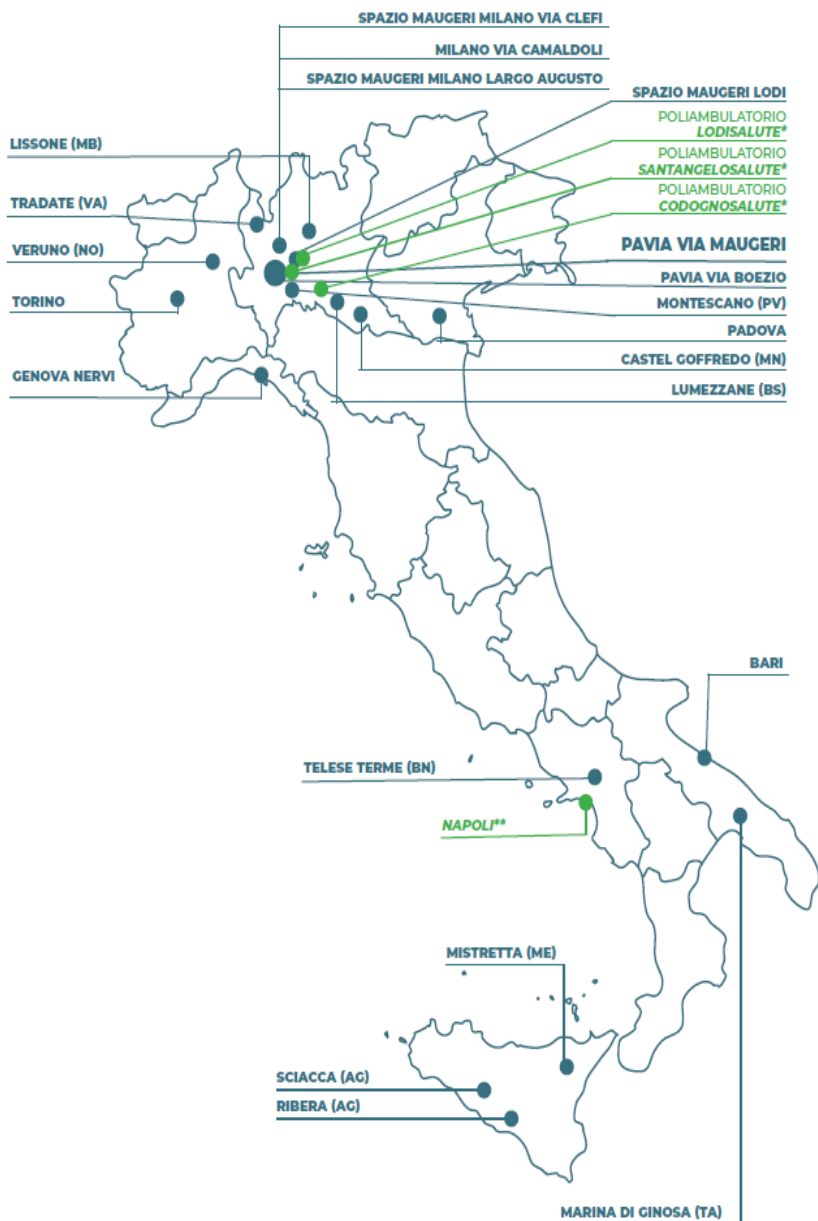 SPAZIO MAUGERI MILANO VIA CLEFI
MILANO VIA CAMALDOLI
SPAZIO MAUGERI MILANO LARGO AUGUSTO
LISSONE (MB)
TRADATE (VA)
VERUNO (NO)
TORINO
GENOVA NERVI
SPAZIO MAUGERI LODI
POLIAMBULATORIO
LODISALUTE*
POLIAMBULATORIO
SANTANGELOSALUTE*
POLIAMBULATORIO
CODOGNOSALUTE*
PAVIA VIA MAUGERI
PAVIA VIA BOEZIO
MONTESCANO (PV)
PADOVA
CASTEL GOFFREDO (MN)
LUMEZZANE (BS)
BARI
TELESE TERME (BN)
NAPOLI**
MISTRETTA (ME)
SCIACCA (AG)
RIBERA (AG)
MARINA DI GINOSA (TA)